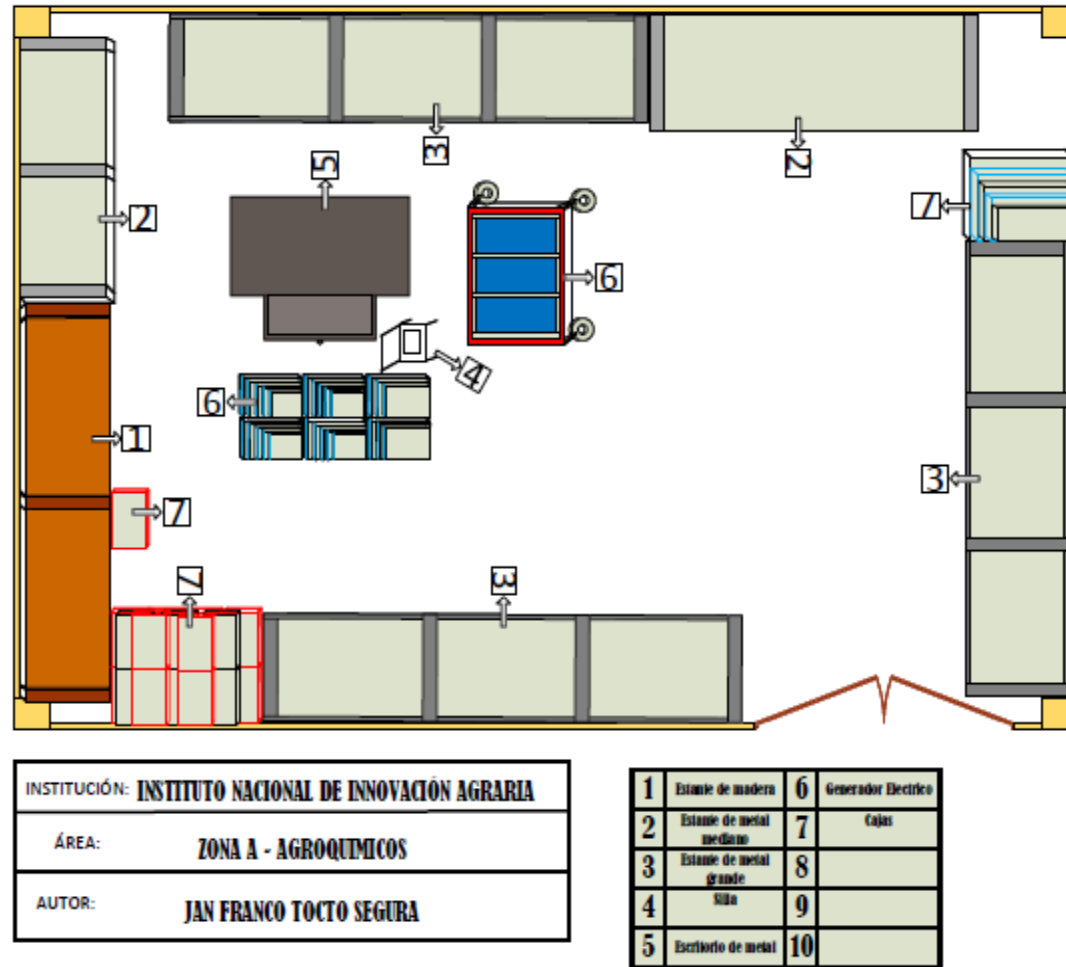 3
2
5
2
7
6
4
6
1
3
7
7
3
INSTITUCIÓN: INSTITUTO NACIONAL DE INNOVACIÓN AGRARIA
ÁREA: ZONA A - AGROQUIMICOS
AUTOR: JAN FRANCO TOCTO SEGURA
1 Estante de madera 6 Generador Electrico
2 Estante de metal mediano 7 Cajas
3 Estante de metal grande 8
4 Silla 9
5 Escritorio de metal 10